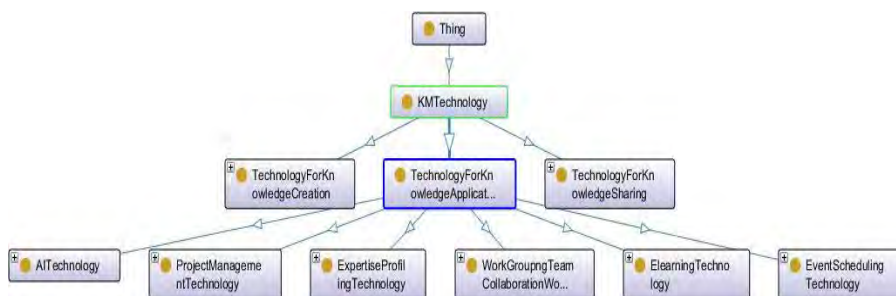 Thing
KMTechnology
TechnologyForKn
owledgeCreation
TechnologyForKn
owledgeApplicat...
TechnologyForKn
owledgeSharing
AITechnology
ProjectManageme
ntTechnology
ExpertiseProfil
ingTechnology
WorkGroupngTeam
CollaborationWo...
ElearningTechno
logy
EventScheduling
Technology